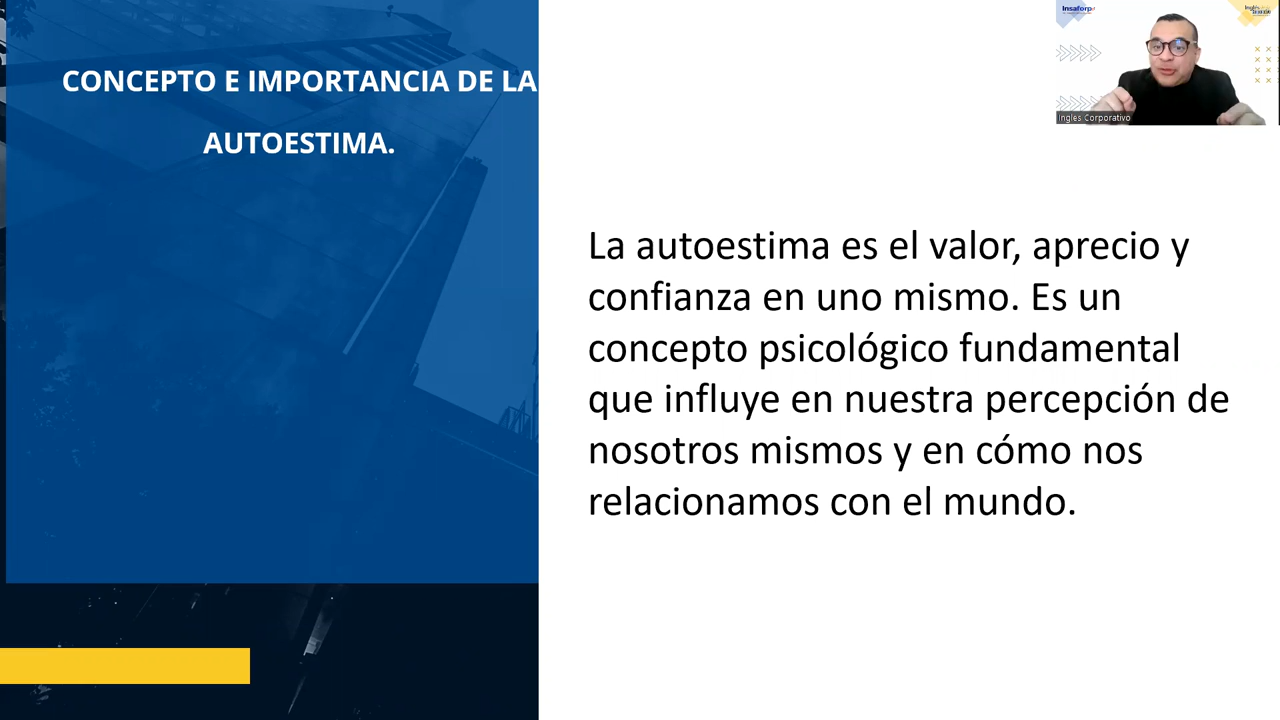 CONCEPTO E IMPORTANCIA DE LA
AUTOESTIMA.
La autoestima es el valor, aprecio y
confianza en uno mismo. Es un
concepto psicológico fundamental
que influye en nuestra percepción de
nosotros mismos y en cómo nos
relacionamos con el mundo.
Insaforp
Ingles Corporativo